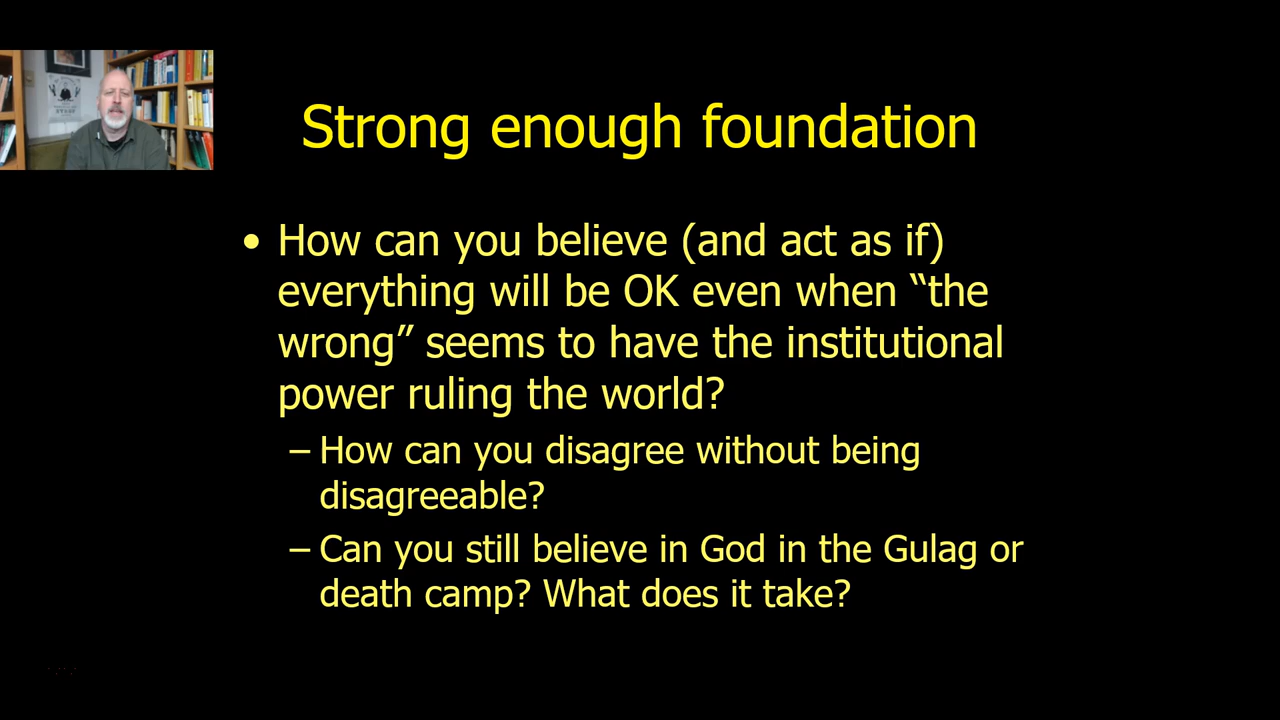 Strong enough foundation
• How can you believe (and act as if)
everything will be OK even when “the
wrong” seems to have the institutional
power ruling the world?
– How can you disagree without being
disagreeable?
– Can you still believe in God in the Gulag or
death camp? What does it take?